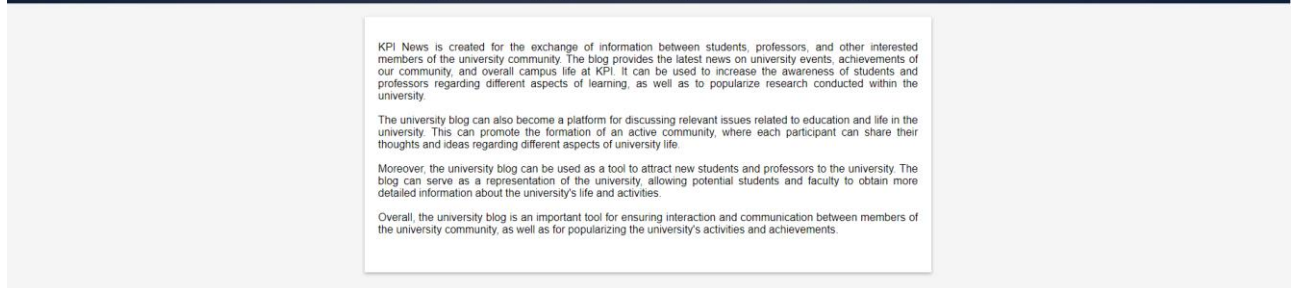 KPI News is created for the exchange of information between students, professors, and other interested
members of the university community. The blog provides the latest news on university events, achievements of
our community, and overall campus life at KPI. It can be used to increase the awareness of students and
professors regarding different aspects of learning, as well as to popularize research conducted within the
university.
The university blog can also become a platform for discussing relevant issues related to education and life in the
university. This can promote the formation of an active community, where each participant can share their
thoughts and ideas regarding different aspects of university life.
Moreover, the university blog can be used as a tool to attract new students and professors to the university. The
blog can serve as a representation of the university, allowing potential students and faculty to obtain more
detailed information about the university's life and activities.
Overall, the university blog is an important tool for ensuring interaction and communication between members of
the university community, as well as for popularizing the university's activities and achievements.